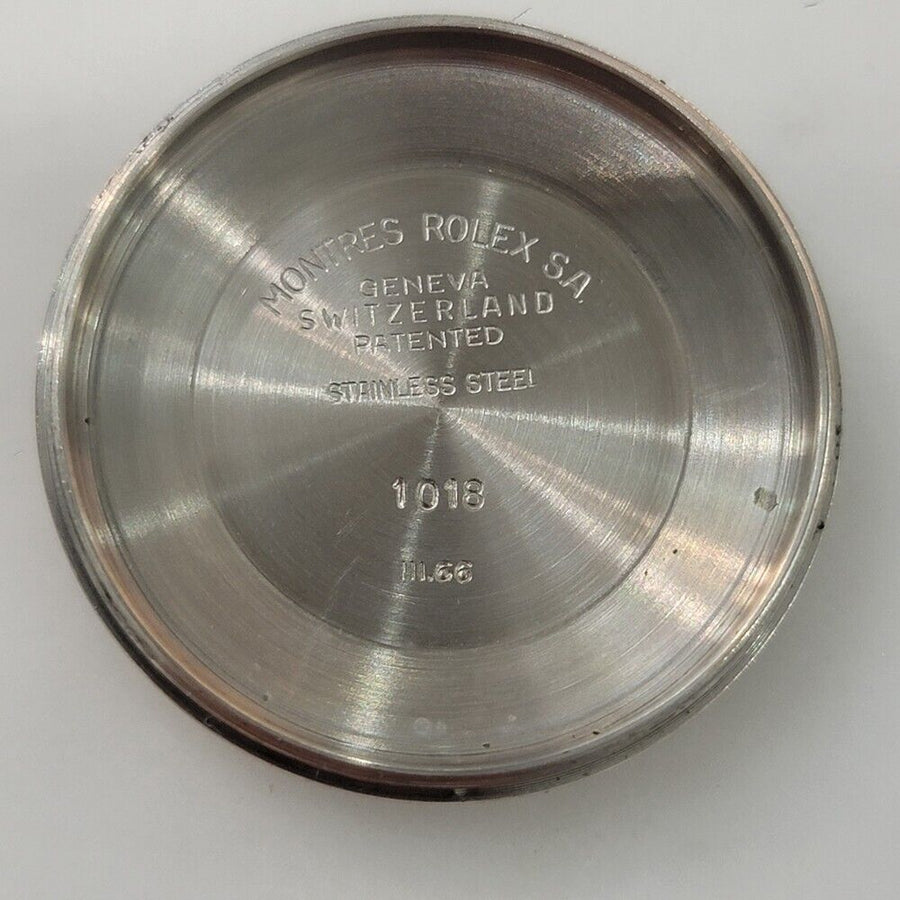 MONTRES ROLEX S.A.
GENEVA
SWITZERLAND
PATENTED
STAINLESS STEEL
1018
III.66